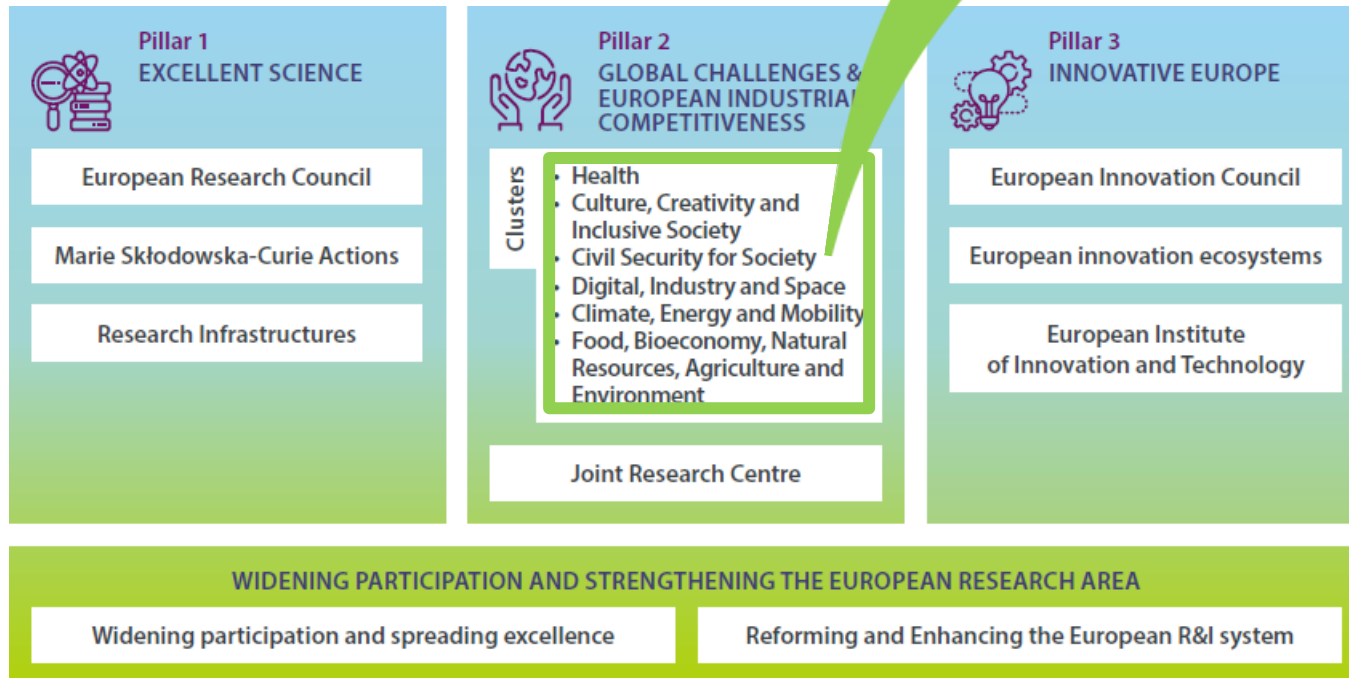 Pillar 1
EXCELLENT SCIENCE
European Research Council
Marie Skłodowska-Curie Actions
Research Infrastructures
Pillar 2
GLOBAL CHALLENGES &
EUROPEAN INDUSTRIAL
COMPETITIVENESS
Clusters
• Health
• Culture, Creativity and
Inclusive Society
• Civil Security for Society
• Digital, Industry and Space
• Climate, Energy and Mobility
• Food, Bioeconomy, Natural
Resources, Agriculture and
Environment
Joint Research Centre
Pillar 3
INNOVATIVE EUROPE
European Innovation Council
European innovation ecosystems
European Institute
of Innovation and Technology
WIDENING PARTICIPATION AND STRENGTHENING THE EUROPEAN RESEARCH AREA
Widening participation and spreading excellence
Reforming and Enhancing the European R&I system